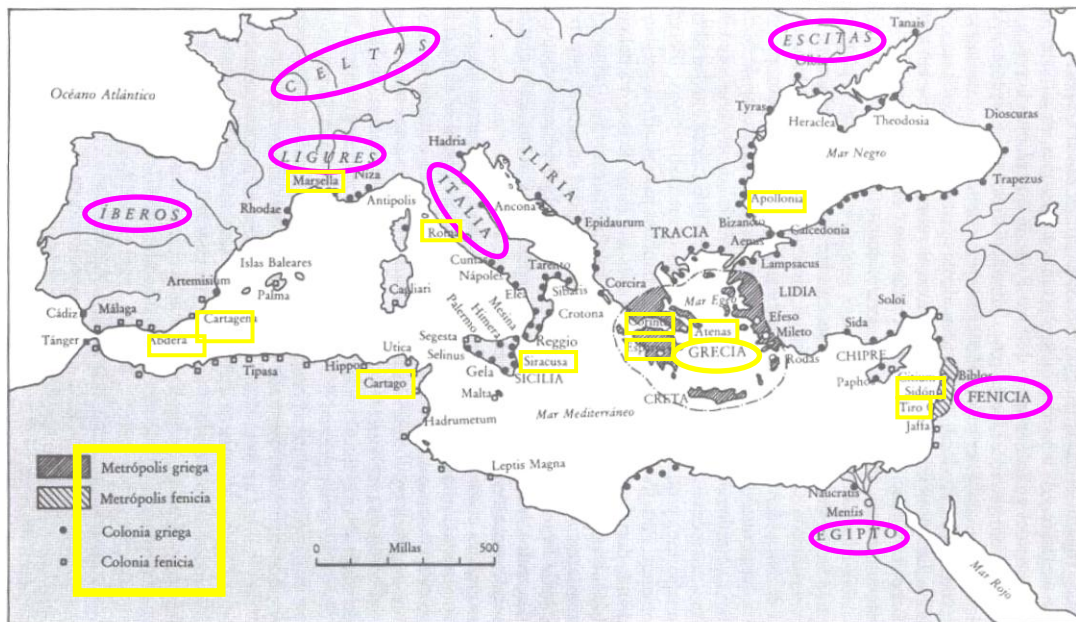 ESCITAS
Tanais
CELTAS
Océano Atlántico
Olbia
Tyras
Heraclea
Theodosia
Dioscuras
Mar Negro
Hadria
LIGURES
Marsella
Niza
Antipolis
ILIRIA
ITALIA
Ancona
Trapezus
Apollonia
ÍBEROS
Rhodae
Epidaurum
Bizancio
Calcedonia
Roma
TRACIA
Aenus
Islas Baleares
Cumas
Nápoles
Tarento
Lampsacus
Artemisium
Palma
Cagliari
Elea
Sibaris
Corcira
Mar Egeo
LIDIA
Málaga
Cádiz
Cartagena
Palermo
Himera
Mesina
Crotona
Atenas
Efeso
Mileto
Soloi
Sida
Abdera
Tánger
Segesta
Reggio
GRECIA
Rodas
CHIPRE
Utica
Selinus
Siracusa
Tipasa
Hippo
Gela
SICILIA
Paphos
Biblos
Sidón
Cartago
Malta
CRETA
FENICIA
Tiro
Mar Mediterráneo
Hadrumetum
Jaffa
Leptis Magna
Metrópolis griega
Metrópolis fenicia
Colonia griega
Colonia fenicia
Naucratis
Menfis
EGIPTO
0 Millas 500
Mar Rojo